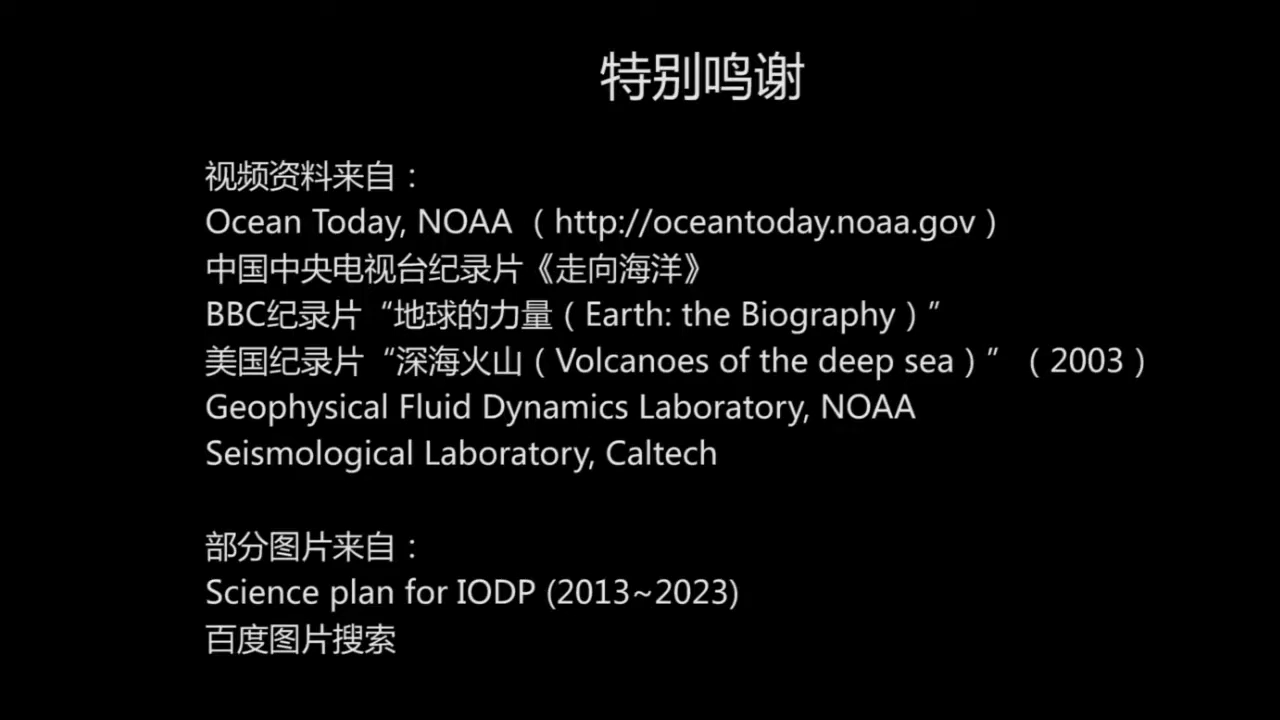 特别鸣谢
视频资料来自：
Ocean Today, NOAA （http://oceantoday.noaa.gov）
中国中央电视台纪录片《走向海洋》
BBC纪录片“地球的力量（Earth: the Biography）”
美国纪录片“深海火山（Volcanoes of the deep sea）”（2003）
Geophysical Fluid Dynamics Laboratory, NOAA
Seismological Laboratory, Caltech
部分图片来自：
Science plan for IODP (2013~2023)
百度图片搜索